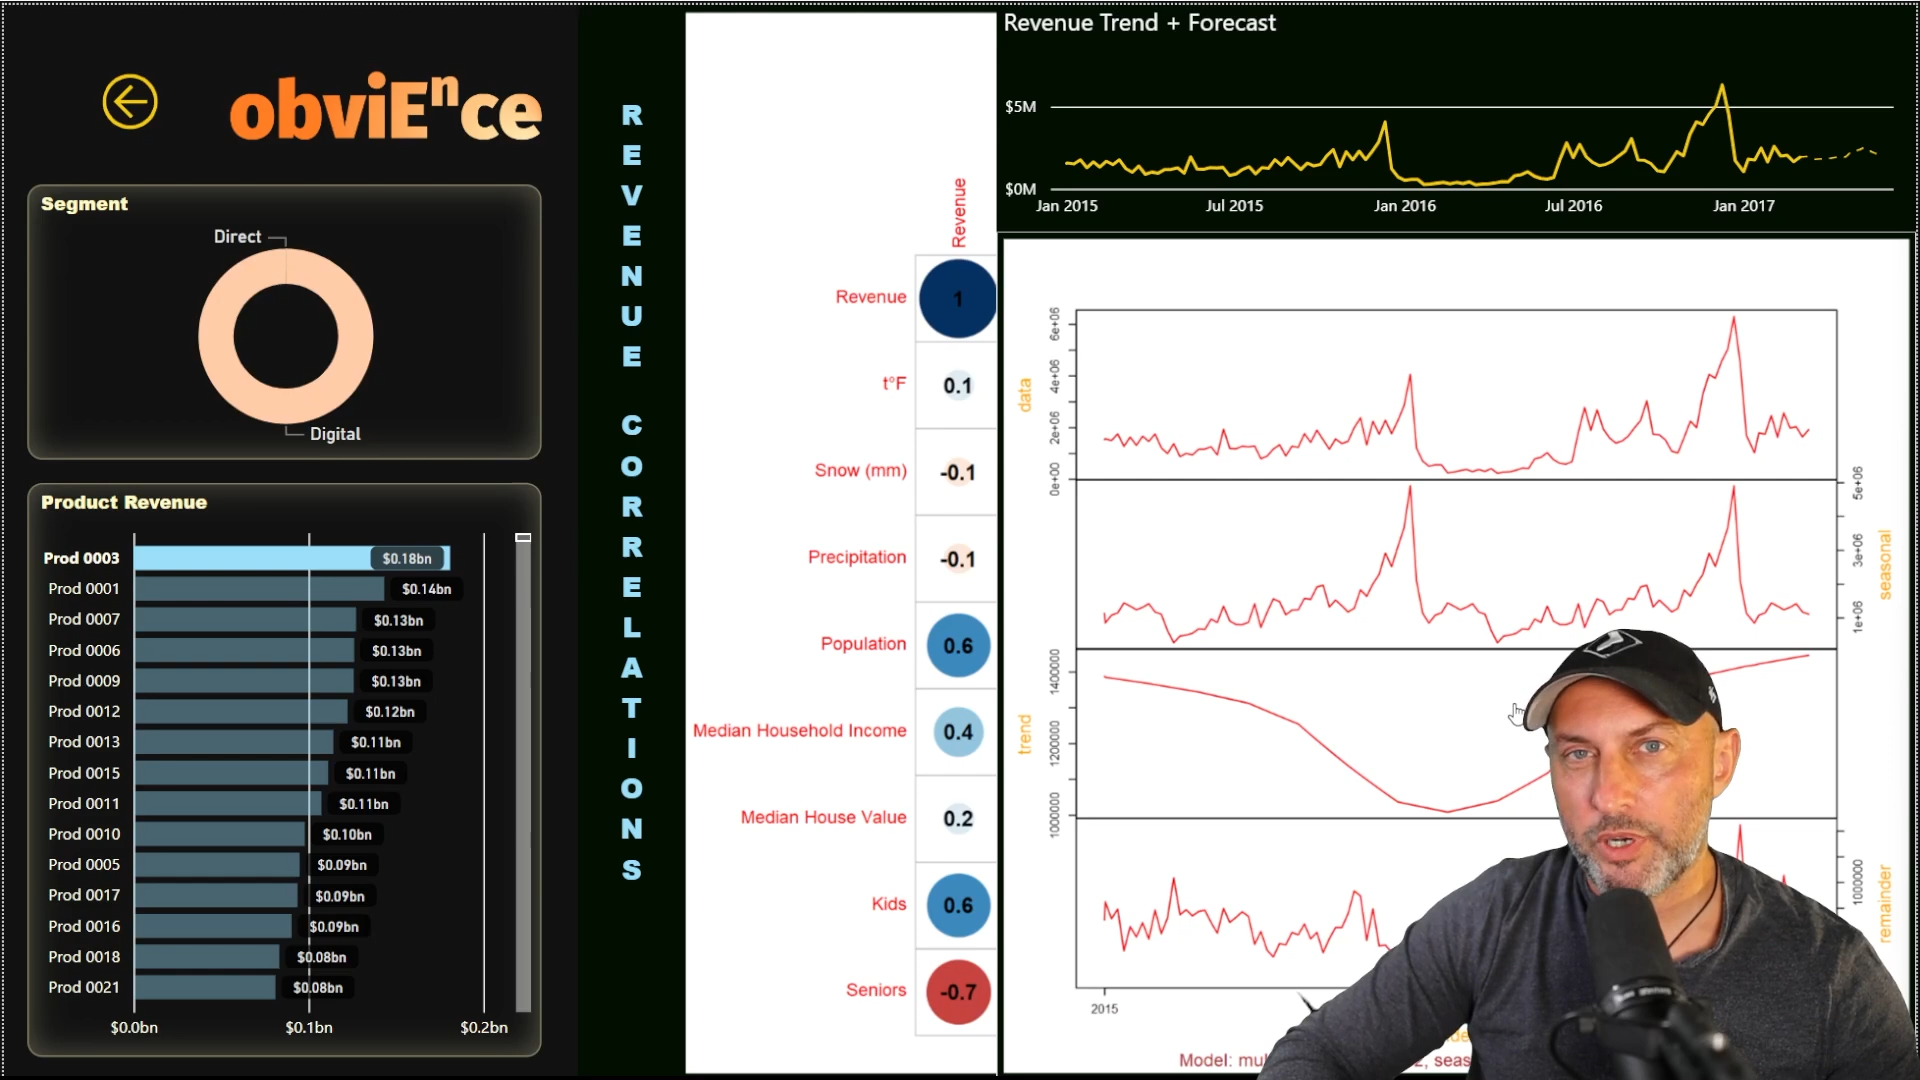 obviEnce
Segment
Direct
Digital
Product Revenue
Prod 0003 $0.18bn
Prod 0001 $0.14bn
Prod 0007 $0.13bn
Prod 0006 $0.13bn
Prod 0009 $0.13bn
Prod 0012 $0.12bn
Prod 0013 $0.11bn
Prod 0015 $0.11bn
Prod 0011 $0.11bn
Prod 0010 $0.10bn
Prod 0005 $0.09bn
Prod 0017 $0.09bn
Prod 0016 $0.09bn
Prod 0018 $0.08bn
Prod 0021 $0.08bn
$0.0bn $0.1bn $0.2bn
REVENUE CORRELATIONS
Revenue
Revenue 1
t°F 0.1
Snow (mm) -0.1
Precipitation -0.1
Population 0.6
Median Household Income 0.4
Median House Value 0.2
Kids 0.6
Seniors -0.7
Revenue Trend + Forecast
$5M
$0M
Jan 2015 Jul 2015 Jan 2016 Jul 2016 Jan 2017
data
0e+00 2e+06 4e+06 6e+06
seasonal
1e+06 3e+06 5e+06
trend
1000000 1200000 1400000
remainder
1000000
2015
Model: